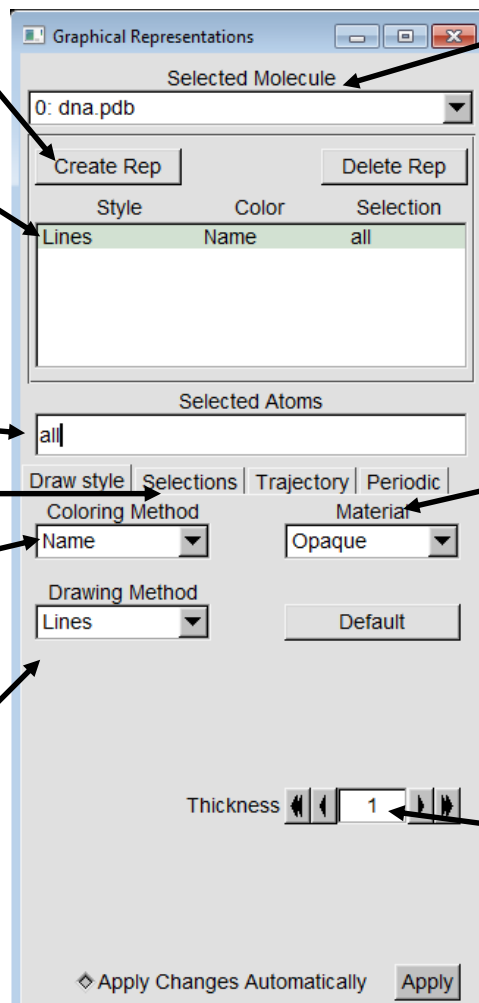 Graphical Representations
Selected Molecule
0: dna.pdb
Create Rep Delete Rep
Style Color Selection
Lines Name all
Selected Atoms
all
Draw style Selections Trajectory Periodic
Coloring Method Material
Name Opaque
Drawing Method
Lines Default
Thickness 1
Apply Changes Automatically Apply